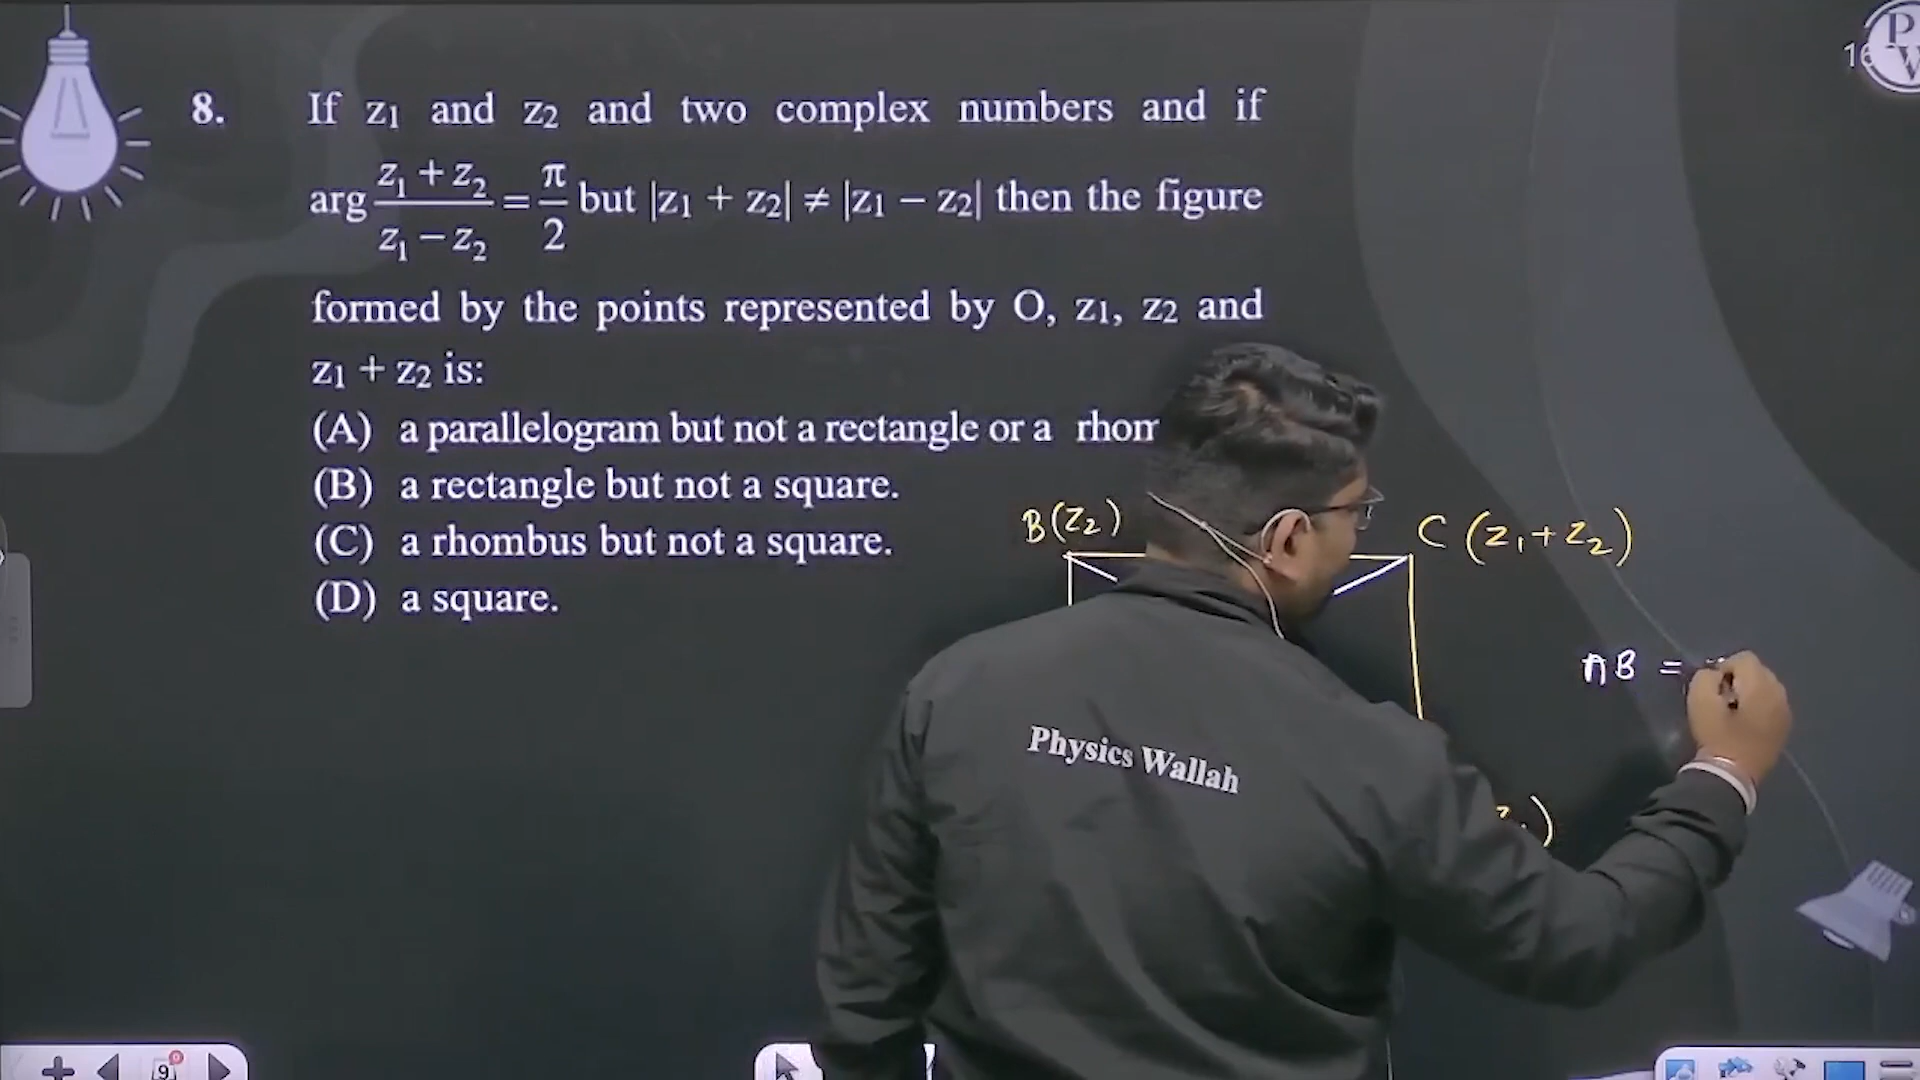 8. If z1 and z2 and two complex numbers and if
arg z1 + z2 / z1 − z2 = π / 2 but |z1 + z2| ≠ |z1 − z2| then the figure
formed by the points represented by O, z1, z2 and
z1 + z2 is:
(A) a parallelogram but not a rectangle or a
(B) a rectangle but not a square.
(C) a rhombus but not a square.
(D) a square.
B(z2)
C (z1+z2)
AB =
Physics Wallah
9